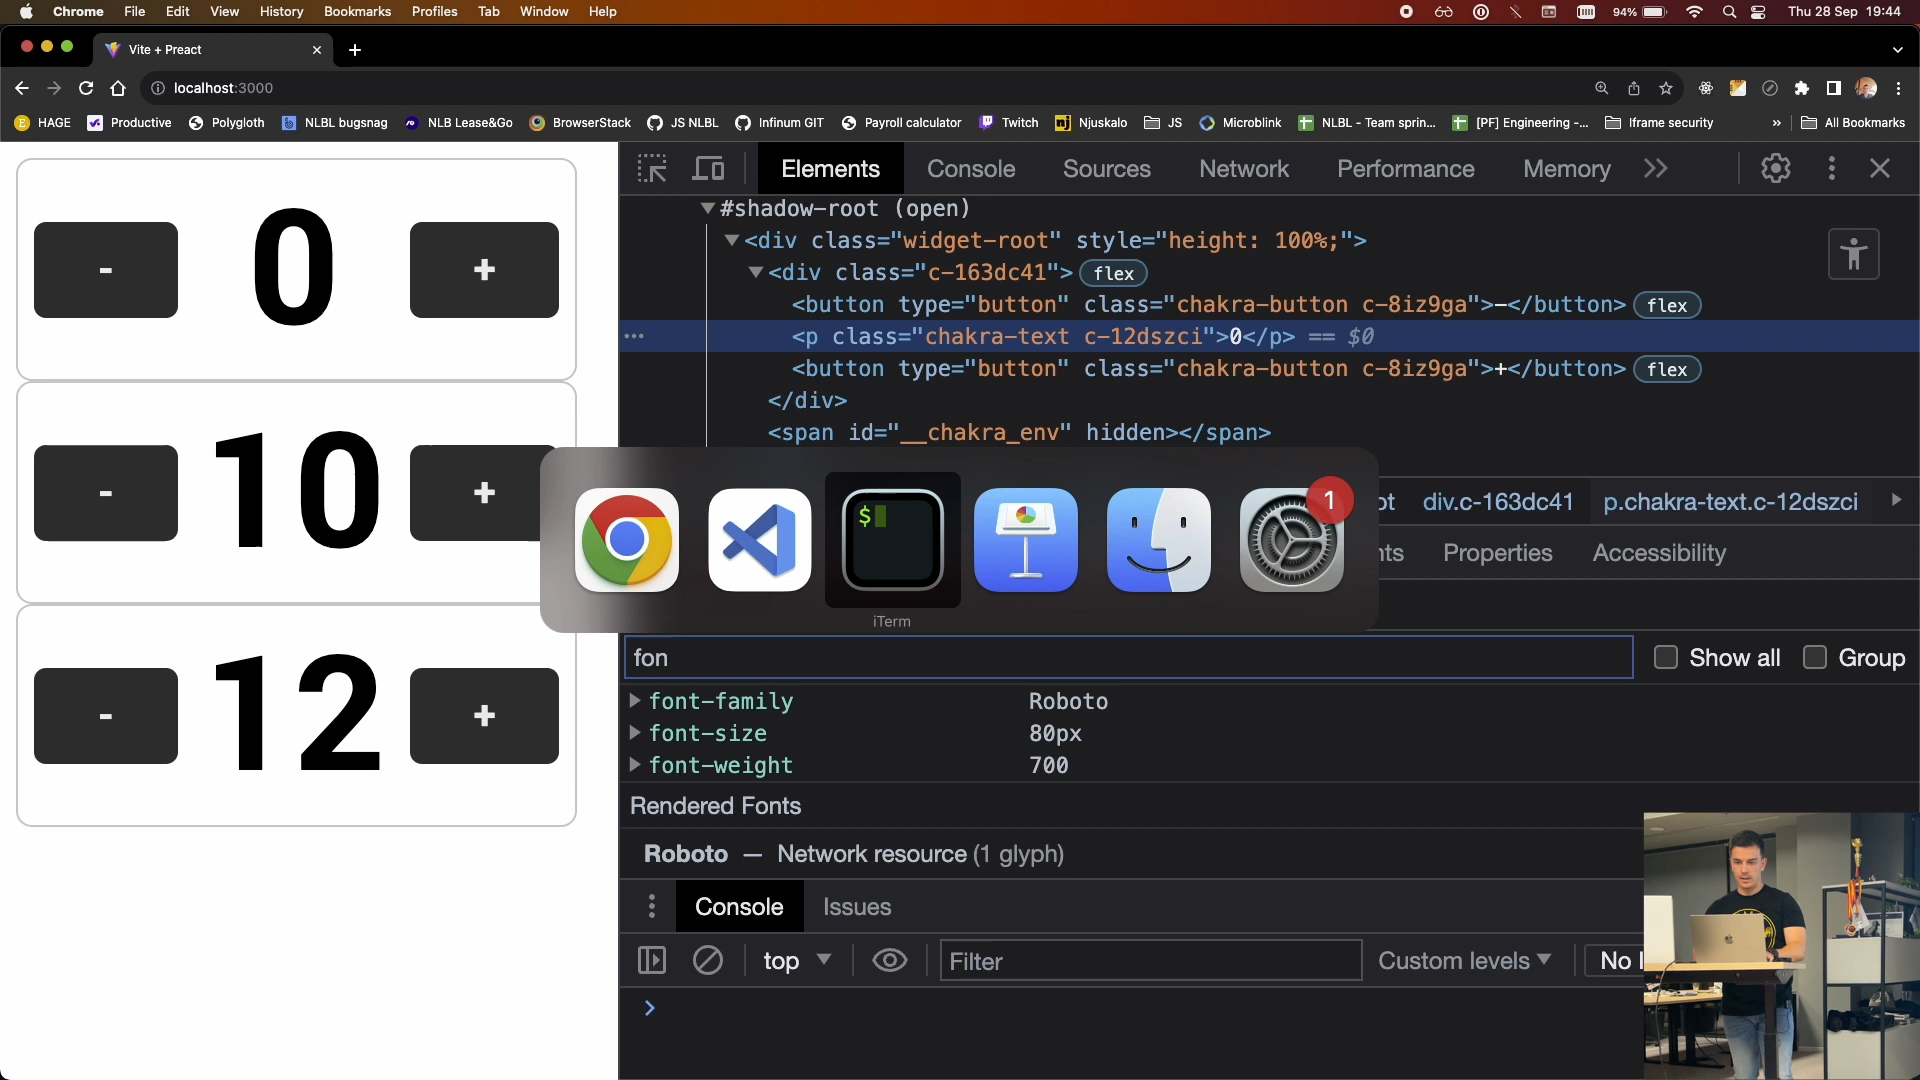 Chrome File Edit View History Bookmarks Profiles Tab Window Help 94% Thu 28 Sep 19:44
Vite + Preact
localhost:3000
HAGE Productive Polygloth NLBL bugsnag NLB Lease&Go BrowserStack JS NLBL Infinum GIT Payroll calculator Twitch Njuskalo JS Microblink NLBL - Team sprin... [PF] Engineering -... Iframe security » All Bookmarks
- 0 +
- 10 +
- 12 +
Elements Console Sources Network Performance Memory
#shadow-root (open)
<div class="widget-root" style="height: 100%;">
<div class="c-163dc41"> flex
<button type="button" class="chakra-button c-8iz9ga">-</button> flex
<p class="chakra-text c-12dszci">0</p> == $0
<button type="button" class="chakra-button c-8iz9ga">+</button> flex
</div>
<span id="__chakra_env" hidden></span>
ot div.c-163dc41 p.chakra-text.c-12dszci
nts Properties Accessibility
$
1
iTerm
fon Show all Group
font-family Roboto
font-size 80px
font-weight 700
Rendered Fonts
Roboto — Network resource (1 glyph)
Console Issues
top Filter Custom levels No